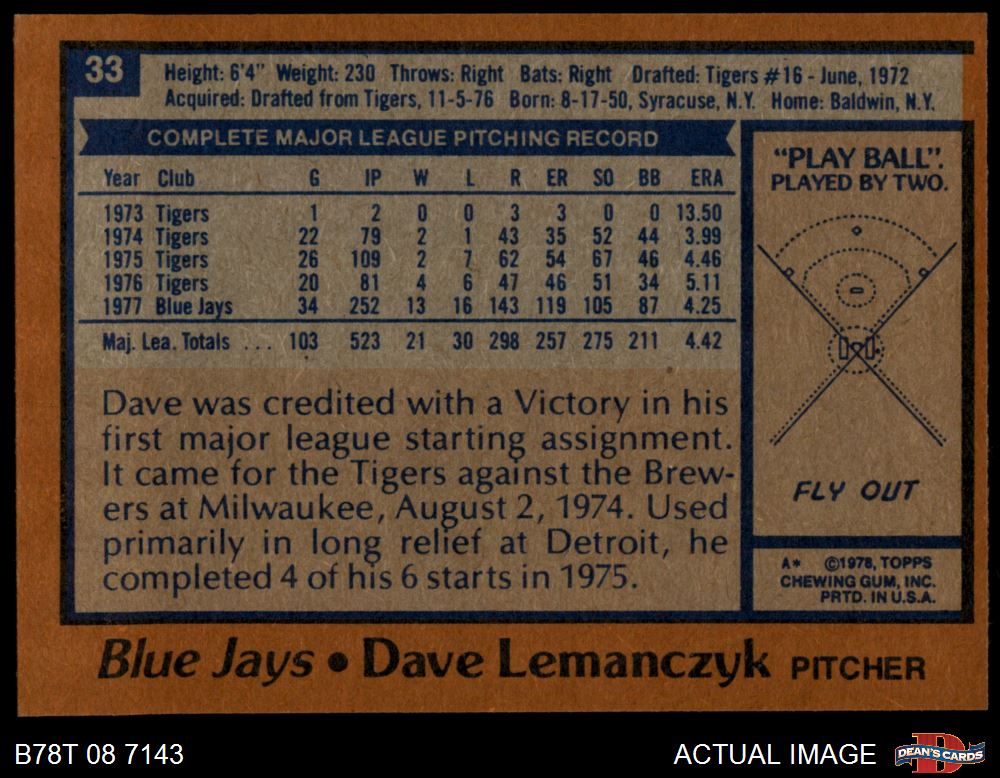 33
Height: 6'4" Weight: 230 Throws: Right Bats: Right Drafted: Tigers #16 - June, 1972
Acquired: Drafted from Tigers, 11-5-76 Born: 8-17-50, Syracuse, N.Y. Home: Baldwin, N.Y.
COMPLETE MAJOR LEAGUE PITCHING RECORD
Year Club G IP W L R ER SO BB ERA
1973 Tigers 1 2 0 0 3 3 0 0 13.50
1974 Tigers 22 79 2 1 43 35 52 44 3.99
1975 Tigers 26 109 2 7 62 54 67 46 4.46
1976 Tigers 20 81 4 6 47 46 51 34 5.11
1977 Blue Jays 34 252 13 16 143 119 105 87 4.25
Maj. Lea. Totals ... 103 523 21 30 298 257 275 211 4.42
Dave was credited with a Victory in his
first major league starting assignment.
It came for the Tigers against the Brew-
ers at Milwaukee, August 2, 1974. Used
primarily in long relief at Detroit, he
completed 4 of his 6 starts in 1975.
"PLAY BALL".
PLAYED BY TWO.
FLY OUT
A* ©1978, TOPPS
CHEWING GUM, INC.
PRTD. IN U.S.A.
Blue Jays • Dave Lemanczyk PITCHER
B78T 08 7143
ACTUAL IMAGE
DEAN'S CARDS